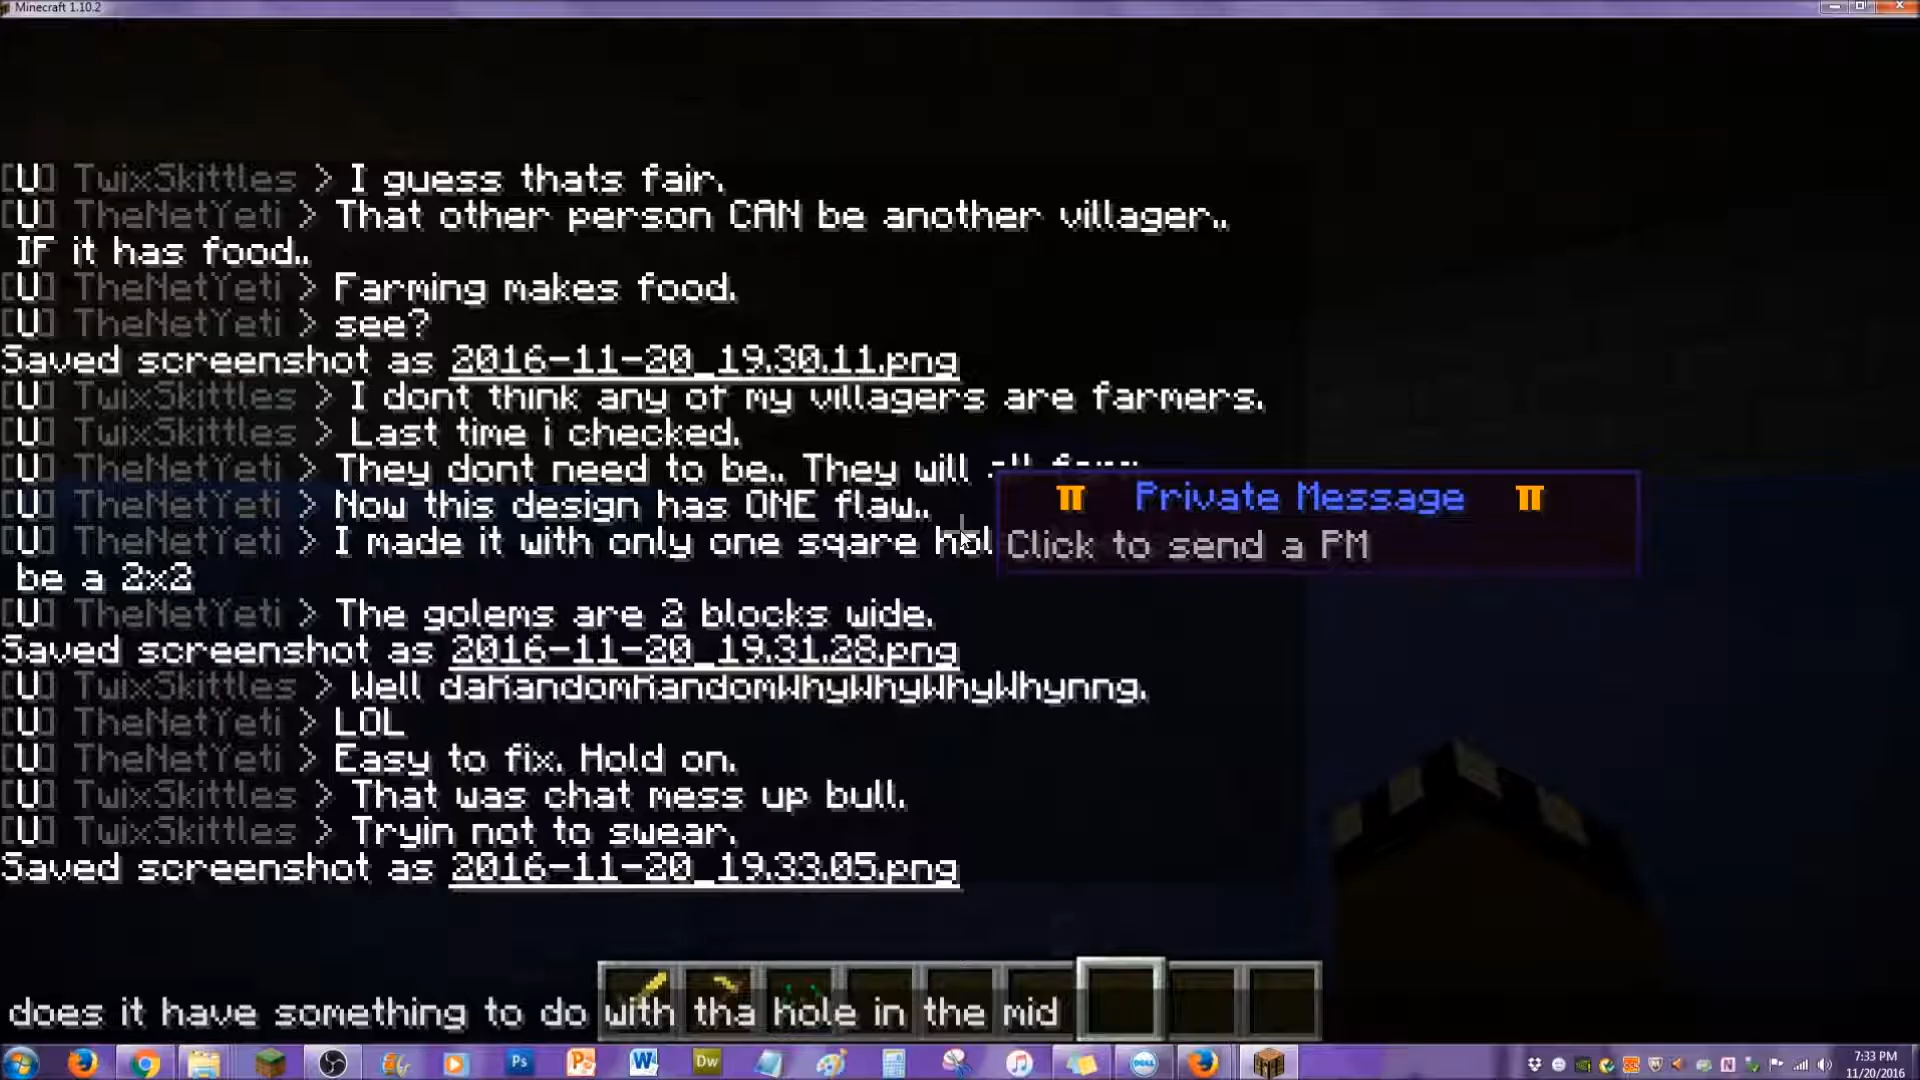 Minecraft 1.10.2
[U] TwixSkittles > I guess thats fair.
[U] TheNetYeti > That other person CAN be another villager..
IF it has food..
[U] TheNetYeti > Farming makes food.
[U] TheNetYeti > see?
Saved screenshot as 2016-11-20_19.30.11.png
[U] TwixSkittles > I dont think any of my villagers are farmers.
[U] TwixSkittles > Last time i checked.
[U] TheNetYeti > They dont need to be.. They will all
[U] TheNetYeti > Now this design has ONE flaw..
[U] TheNetYeti > I made it with only one sqare
be a 2x2
π Private Message π
Click to send a PM
[U] TheNetYeti > The golems are 2 blocks wide.
Saved screenshot as 2016-11-20_19.31.28.png
[U] TwixSkittles > Well daRandomRandomWhyWhyWhyWhynng.
[U] TheNetYeti > LOL
[U] TheNetYeti > Easy to fix. Hold on.
[U] TwixSkittles > That was chat mess up bull.
[U] TwixSkittles > Tryin not to swear.
Saved screenshot as 2016-11-20_19.33.05.png
does it have something to do with tha hole in the mid
Ps
W
Dw
DELL
N
7:33 PM
11/20/2016